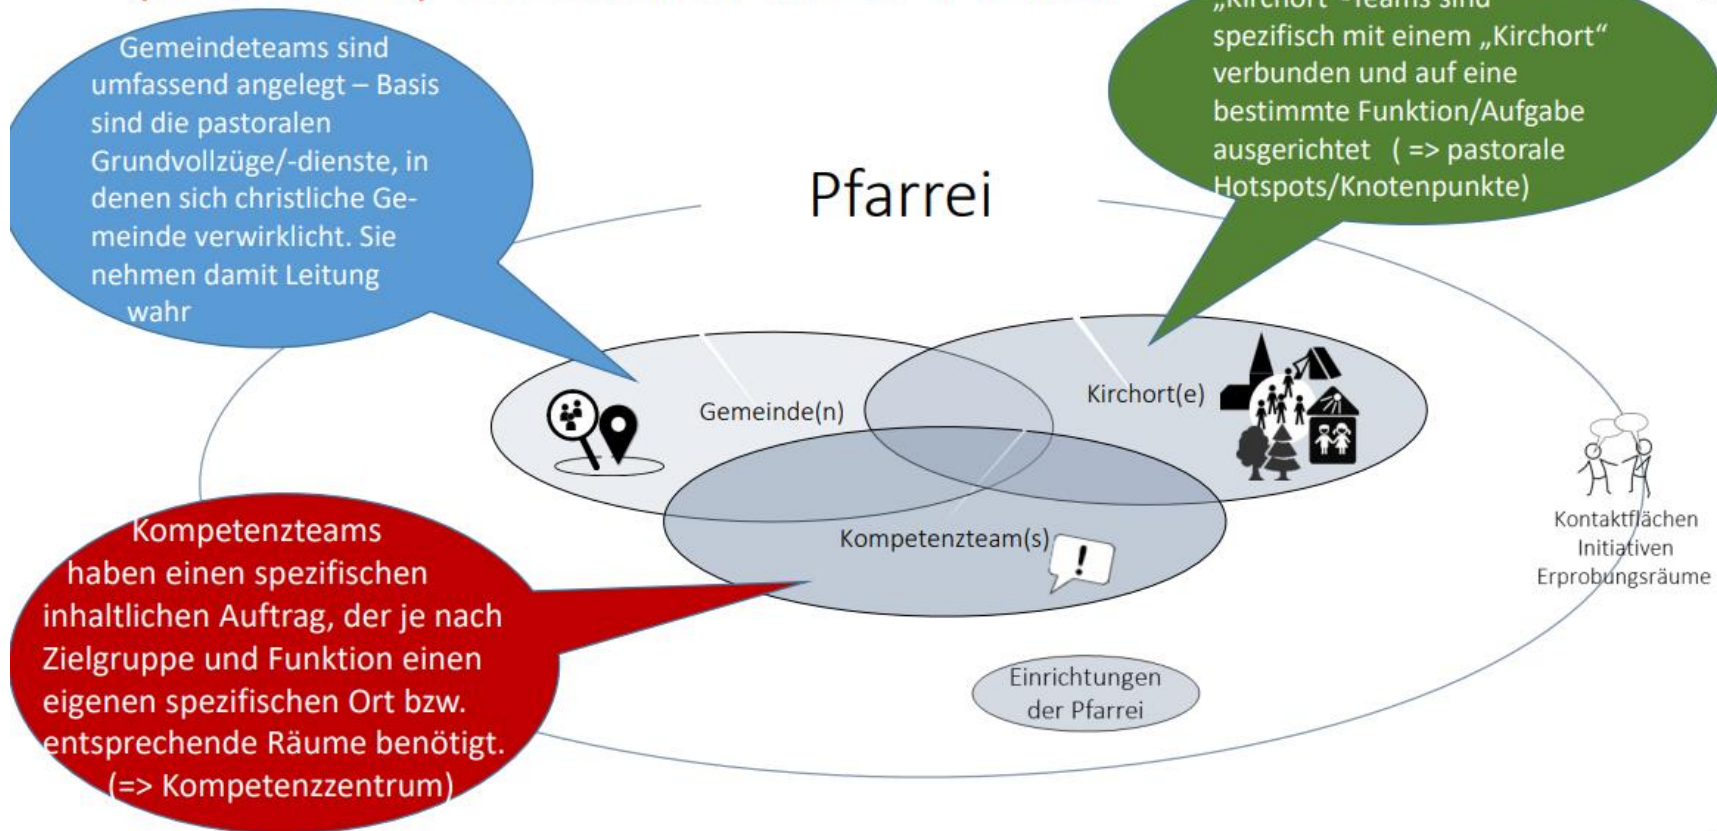 Gemeindeteams sind
umfassend angelegt – Basis
sind die pastoralen
Grundvollzüge/-dienste, in
denen sich christliche Ge-
meinde verwirklicht. Sie
nehmen damit Leitung
wahr
„Kirchort“-Teams sind
spezifisch mit einem „Kirchort“
verbunden und auf eine
bestimmte Funktion/Aufgabe
ausgerichtet ( => pastorale
Hotspots/Knotenpunkte)
Pfarrei
Gemeinde(n)
Kirchort(e)
Kompetenzteam(s)
!
Kontaktflächen
Initiativen
Erprobungsräume
Kompetenzteams
haben einen spezifischen
inhaltlichen Auftrag, der je nach
Zielgruppe und Funktion einen
eigenen spezifischen Ort bzw.
entsprechende Räume benötigt.
(=> Kompetenzzentrum)
Einrichtungen
der Pfarrei